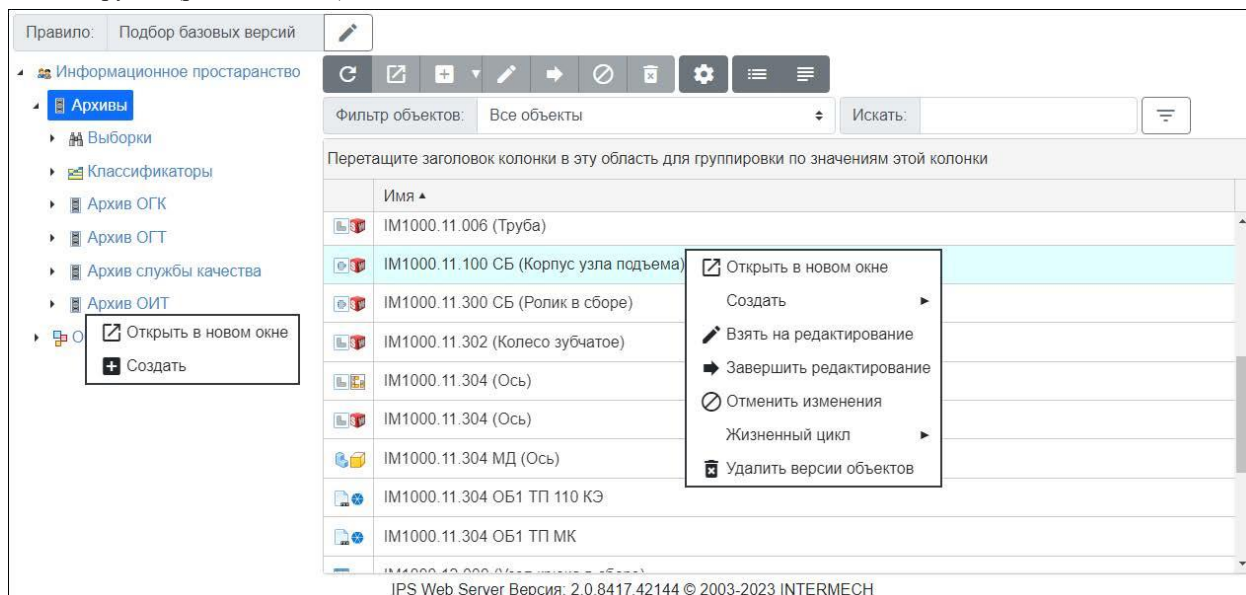 Правило: Подбор базовых версий
Информационное простаранство
Архивы
Выборки
Классификаторы
Архив ОГК
Архив ОГТ
Архив службы качества
Архив ОИТ
О
Открыть в новом окне
Создать
Фильтр объектов: Все объекты Искать:
Перетащите заголовок колонки в эту область для группировки по значениям этой колонки
Имя
IM1000.11.006 (Труба)
IM1000.11.100 СБ (Корпус узла подъема)
IM1000.11.300 СБ (Ролик в сборе)
IM1000.11.302 (Колесо зубчатое)
IM1000.11.304 (Ось)
IM1000.11.304 (Ось)
IM1000.11.304 МД (Ось)
IM1000.11.304 ОБ1 ТП 110 КЭ
IM1000.11.304 ОБ1 ТП МК
Открыть в новом окне
Создать
Взять на редактирование
Завершить редактирование
Отменить изменения
Жизненный цикл
Удалить версии объектов
IPS Web Server Версия: 2.0.8417.42144 © 2003-2023 INTERMECH